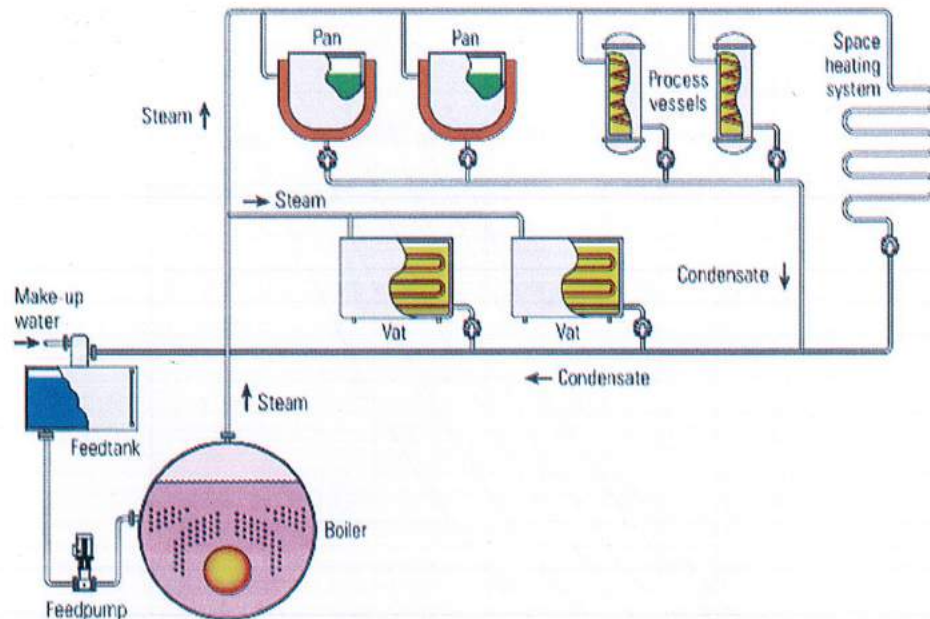 Pan
Pan
Space
heating
system
Process
vessels
Steam
Steam
Condensate
Make-up
water
Vat
Vat
Condensate
Steam
Feedtank
Boiler
Feedpump